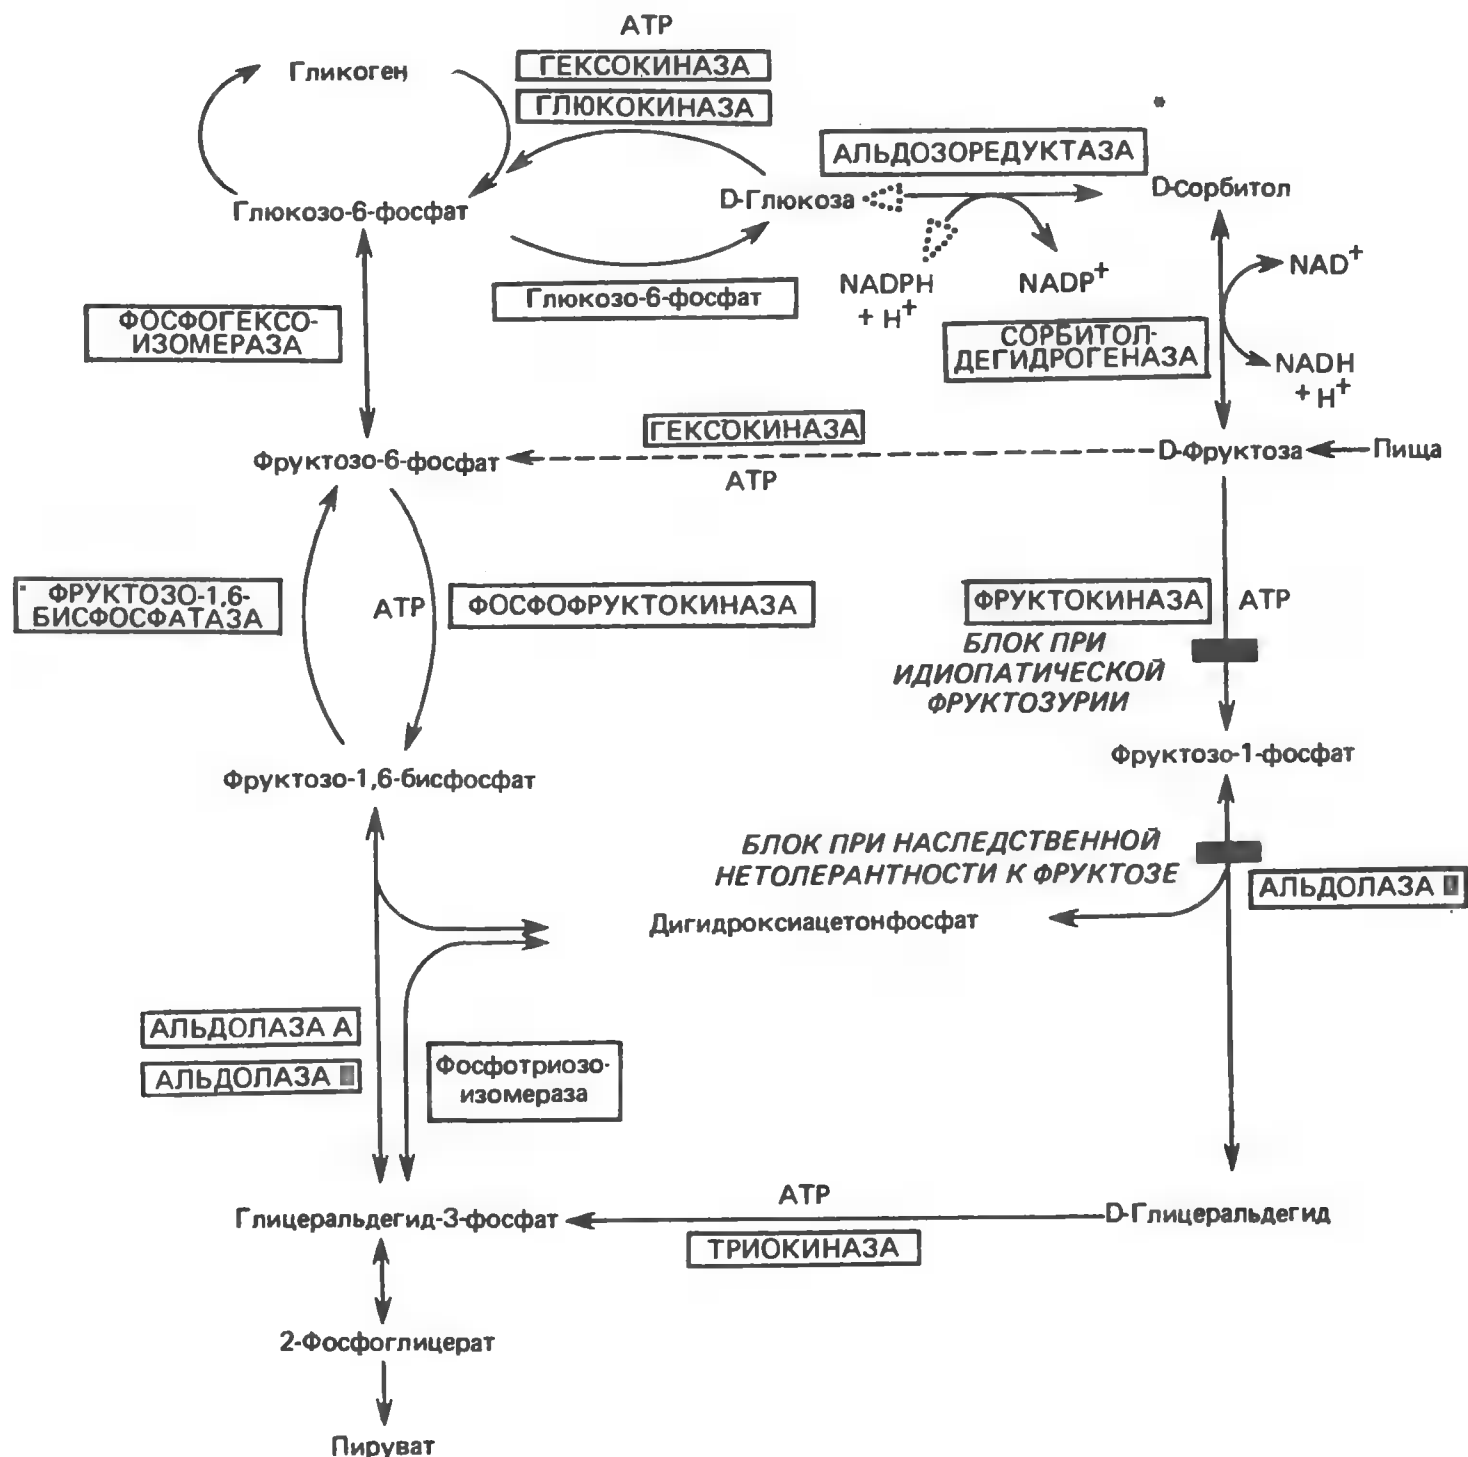 ATP
ГЕКСОКИНАЗА
Гликоген
ГЛЮКОКИНАЗА
АЛЬДОЗОРЕДУКТАЗА
Глюкозо-6-фосфат
D-Глюкоза
D-Сорбитол
NADPH
+ H+
NADP+
NAD+
Глюкозо-6-фосфат
ФОСФОГЕКСО-
ИЗОМЕРАЗА
СОРБИТОЛ-
ДЕГИДРОГЕНАЗА
NADH
+ H+
ГЕКСОКИНАЗА
Фруктозо-6-фосфат
ATP
D-Фруктоза
Пища
ФРУКТОЗО-1,6-
БИСФОСФАТАЗА
ATP
ФОСФОФРУКТОКИНАЗА
ФРУКТОКИНАЗА
ATP
БЛОК ПРИ
ИДИОПАТИЧЕСКОЙ
ФРУКТОЗУРИИ
Фруктозо-1,6-бисфосфат
Фруктозо-1-фосфат
БЛОК ПРИ НАСЛЕДСТВЕННОЙ
НЕТОЛЕРАНТНОСТИ К ФРУКТОЗЕ
АЛЬДОЛАЗА
Дигидроксиацетонфосфат
АЛЬДОЛАЗА А
АЛЬДОЛАЗА
Фосфотриозо-
изомераза
Глицеральдегид-3-фосфат
ATP
ТРИОКИНАЗА
D-Глицеральдегид
2-Фосфоглицерат
Пируват